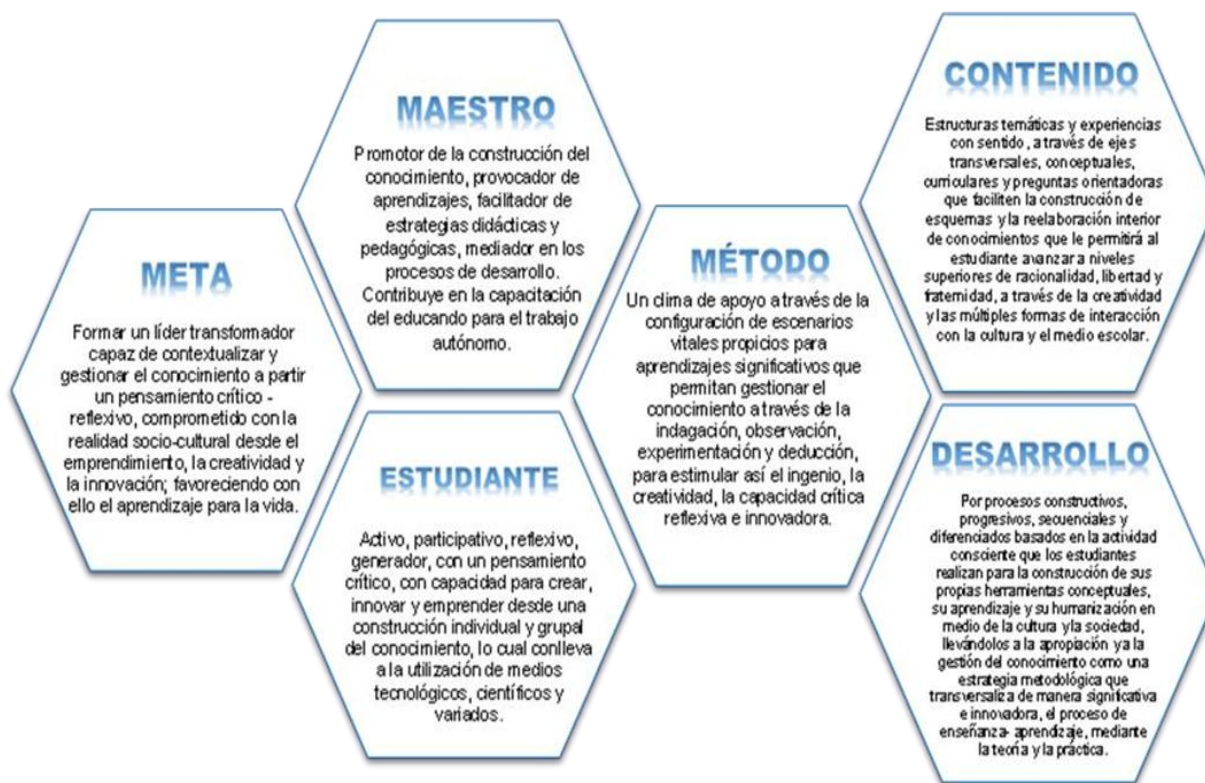 META
Formar un líder transformador
capaz de contextualizar y
gestionar el conocimiento a partir
un pensamiento crítico -
reflexivo, comprometido con la
realidad socio-cultural desde el
emprendimiento, la creatividad y
la innovación; favoreciendo con
ello el aprendizaje para la vida.
MAESTRO
Promotor de la construcción del
conocimiento, provocador de
aprendizajes, facilitador de
estrategias didácticas y
pedagógicas, mediador en los
procesos de desarrollo.
Contribuye en la capacitación
del educando para el trabajo
autónomo.
ESTUDIANTE
Activo, participativo, reflexivo,
generador, con un pensamiento
crítico, con capacidad para crear,
innovar y emprender desde una
construcción individual y grupal
del conocimiento, lo cual conlleva
a la utilización de medios
tecnológicos, científicos y
variados.
MÉTODO
Un clima de apoyo a través de la
configuración de escenarios
vitales propicios para
aprendizajes significativos que
permitan gestionar el
conocimiento a través de la
indagación, observación,
experimentación y deducción,
para estimular así el ingenio, la
creatividad, la capacidad crítica
reflexiva e innovadora.
CONTENIDO
Estructuras temáticas y experiencias
con sentido, a través de ejes
transversales, conceptuales,
curriculares y preguntas orientadoras
que faciliten la construcción de
esquemas y la reelaboración interior
de conocimientos que le permitirá al
estudiante avanzar a niveles
superiores de racionalidad, libertad y
fraternidad, a través de la creatividad
y las múltiples formas de interacción
con la cultura y el medio escolar.
DESARROLLO
Por procesos constructivos,
progresivos, secuenciales y
diferenciados basados en la actividad
consciente que los estudiantes
realizan para la construcción de sus
propias herramientas conceptuales,
su aprendizaje y su humanización en
medio de la cultura y la sociedad,
llevándolos a la apropiación y a la
gestión del conocimiento como una
estrategia metodológica que
transversaliza de manera significativa
e innovadora, el proceso de
enseñanza- aprendizaje, mediante
la teoría y la práctica.